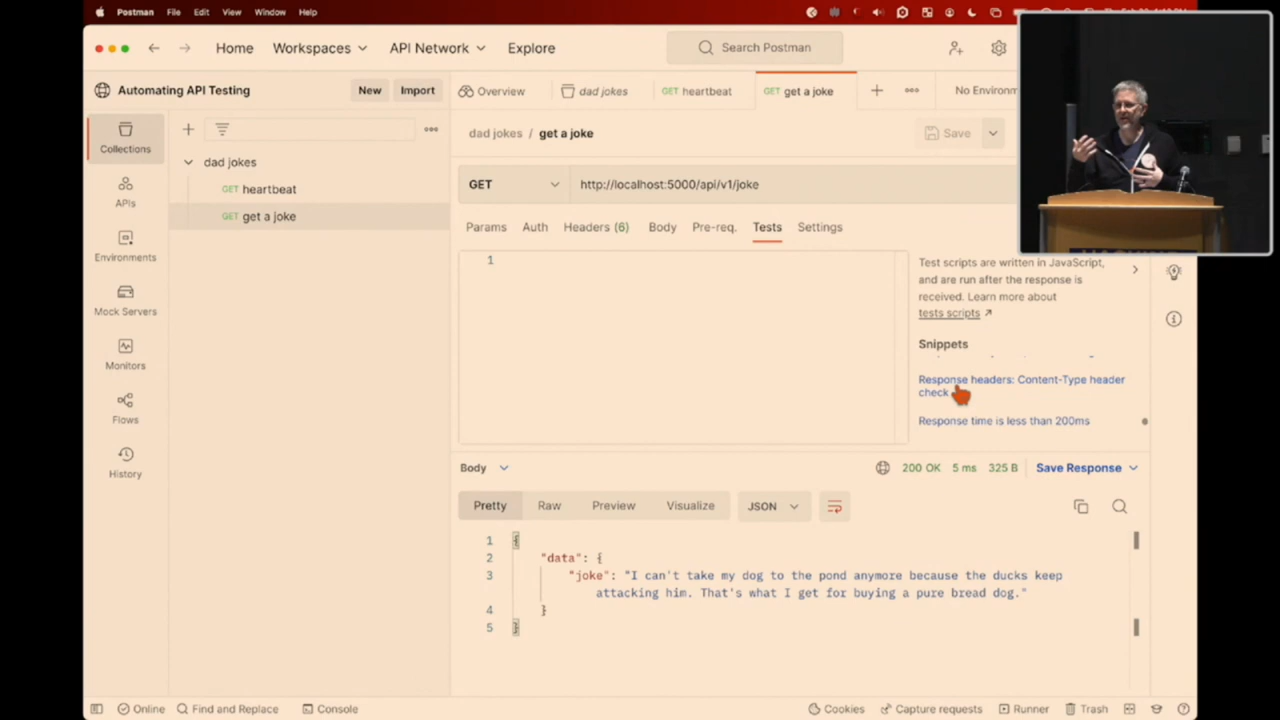 Postman File Edit View Window Help
Home Workspaces API Network Explore Search Postman
Automating API Testing New Import Overview dad jokes GET heartbeat GET get a joke No Environm
Collections
APIs
Environments
Mock Servers
Monitors
Flows
History
dad jokes
GET heartbeat
GET get a joke
dad jokes / get a joke Save
GET http://localhost:5000/api/v1/joke
Params Auth Headers (6) Body Pre-req. Tests Settings
1
Test scripts are written in JavaScript,
and are run after the response is
received. Learn more about
tests scripts
Snippets
Response headers: Content-Type header
check
Response time is less than 200ms
Body 200 OK 5 ms 325 B Save Response
Pretty Raw Preview Visualize JSON
1 {
2 "data": {
3 "joke": "I can't take my dog to the pond anymore because the ducks keep
attacking him. That's what I get for buying a pure bread dog."
4 }
5 }
Online Find and Replace Console Cookies Capture requests Runner Trash